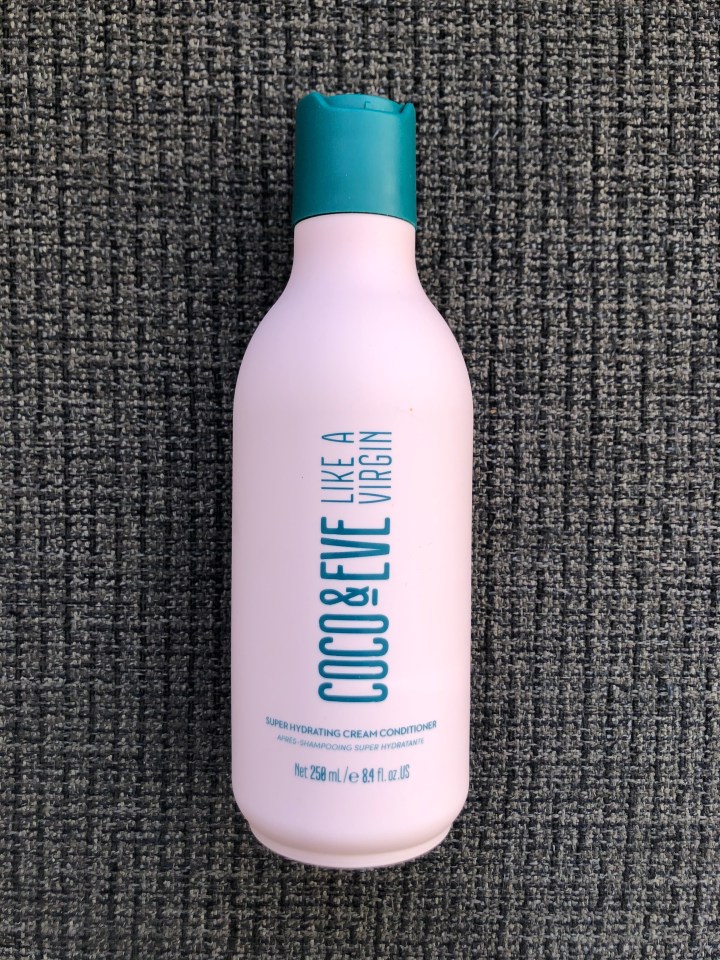 COCO & EVE LIKE A
VIRGIN
SUPER HYDRATING CREAM CONDITIONER
APRÈS-SHAMPOOING SUPER HYDRATANTE
Net 250 mL/e 8.4 fl. oz. US